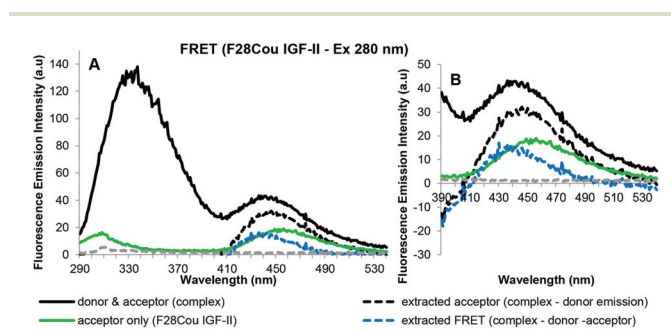 FRET (F28Cou IGF-II - Ex 280 nm)
A
Fluorescence Emission Intensity (a.u)
140
120
100
80
60
40
20
0
290 330 370 410 450 490 530
Wavelength (nm)
B
Fluorescence Emission Intensity (a.u)
50
40
30
20
10
0
-10
-20
-30
390 410 430 450 470 490 510 530
Wavelength (nm)
donor & acceptor (complex)
extracted acceptor (complex - donor emission)
acceptor only (F28Cou IGF-II)
extracted FRET (complex - donor -acceptor)